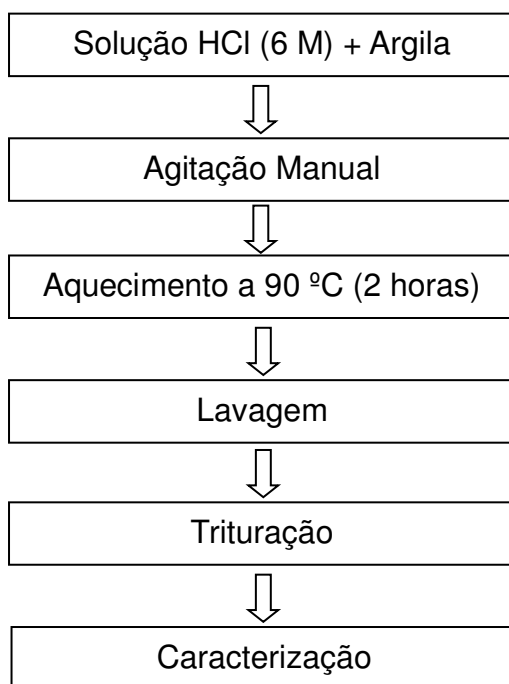 Solução HCl (6 M) + Argila
Agitação Manual
Aquecimento a 90 ºC (2 horas)
Lavagem
Trituração
Caracterização